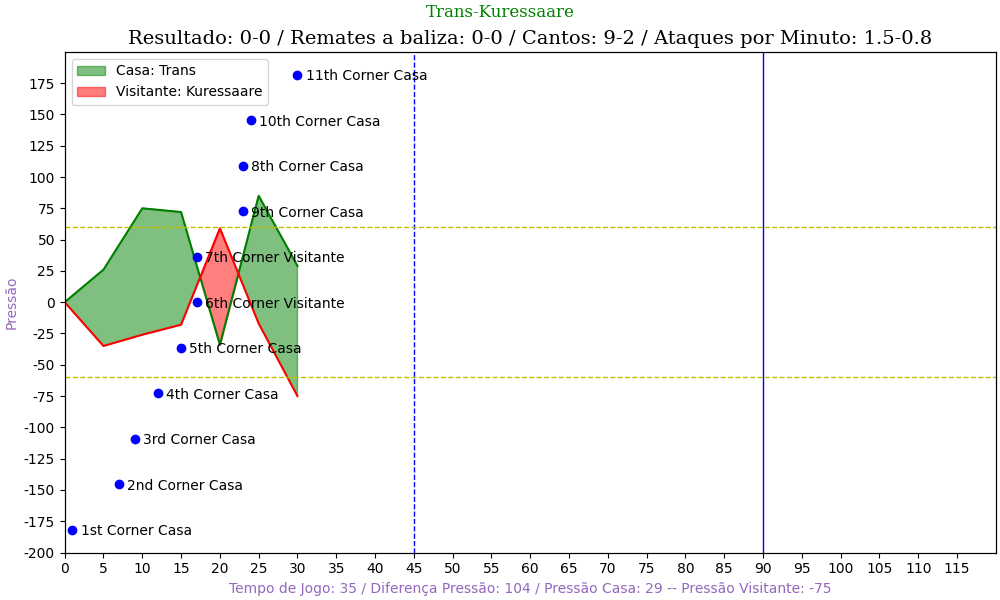 Trans-Kuressaare
Resultado: 0-0 / Remates a baliza: 0-0 / Cantos: 9-2 / Ataques por Minuto: 1.5-0.8
Casa: Trans
Visitante: Kuressaare
11th Corner Casa
10th Corner Casa
8th Corner Casa
9th Corner Casa
7th Corner Visitante
6th Corner Visitante
5th Corner Casa
4th Corner Casa
3rd Corner Casa
2nd Corner Casa
1st Corner Casa
Pressão
175
150
125
100
75
50
25
0
-25
-50
-75
-100
-125
-150
-175
-200
0 5 10 15 20 25 30 35 40 45 50 55 60 65 70 75 80 85 90 95 100 105 110 115
Tempo de Jogo: 35 / Diferença Pressão: 104 / Pressão Casa: 29 -- Pressão Visitante: -75